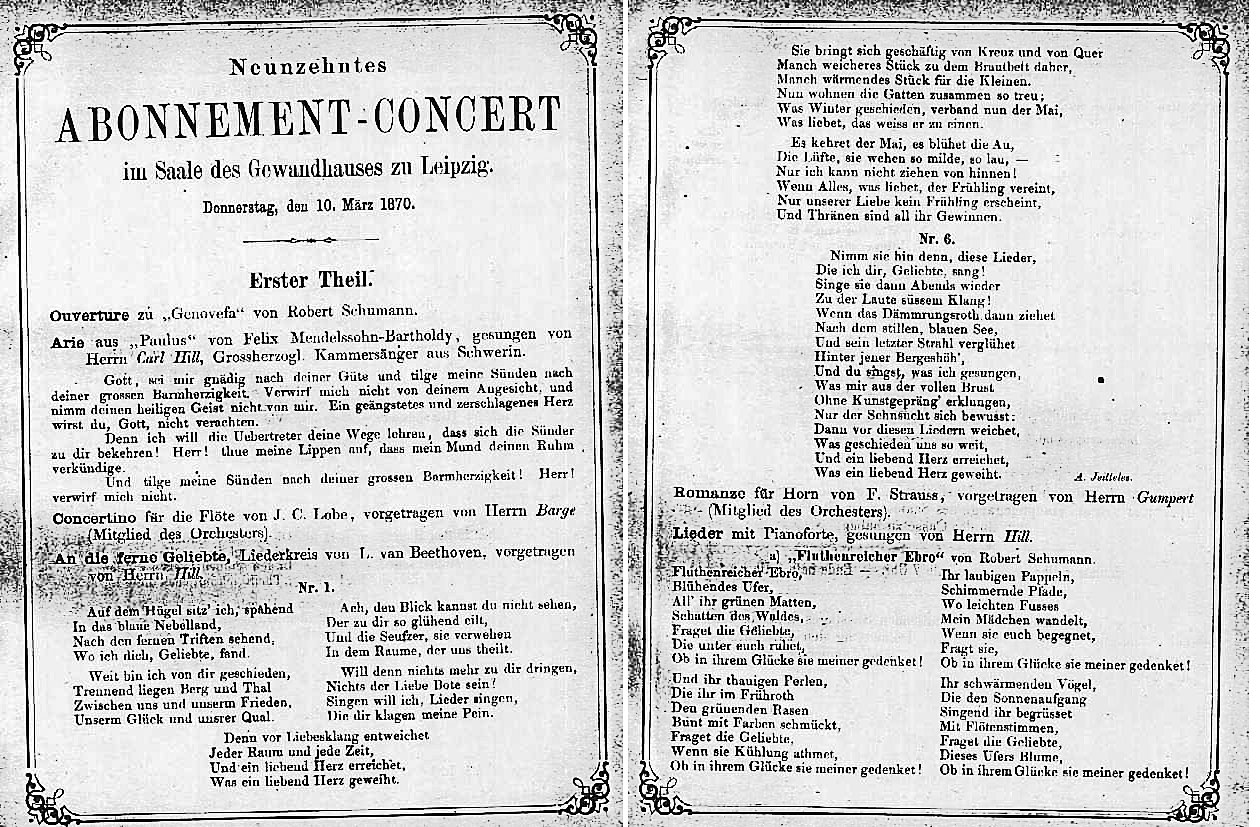 Neunzehntes
ABONNEMENT-CONCERT
im Saale des Gewandhauses zu Leipzig.
Donnerstag, den 10. März 1870.
Erster Theil.
Ouverture zu „Genovefa“ von Robert Schumann.
Arie aus „Paulus“ von Felix Mendelssohn-Bartholdy, gesungen von
Herrn Carl Hill, Grossherzogl. Kammersänger aus Schwerin.
Gott, sei mir gnädig nach deiner Güte und tilge meine Sünden nach
deiner grossen Barmherzigkeit. Verwirf mich nicht von deinem Angesicht, und
nimm deinen heiligen Geist nicht von mir. Ein geängstetes und zerschlagenes Herz
wirst du, Gott, nicht verachten.
Denn ich will die Uebertreter deine Wege lehren, dass sich die Sünder
zu dir bekehren! Herr! thue meine Lippen auf, dass mein Mund deinen Ruhm
verkündige.
Und tilge meine Sünden nach deiner grossen Barmherzigkeit! Herr!
verwirf mich nicht.
Concertino für die Flöte von J. C. Lobe, vorgetragen von Herrn Barge
(Mitglied des Orchesters).
An die ferne Geliebte, Liederkreis von L. van Beethoven, vorgetragen
von Herrn Hill.
Nr. 1.
Auf dem Hügel sitz' ich, spähend
In das blaue Nebelland,
Nach den fernen Triften sehend,
Wo ich dich, Geliebte, fand.
Weit bin ich von dir geschieden,
Trennend liegen Berg und Thal
Zwischen uns und unserm Frieden,
Unserm Glück und unsrer Qual.
Ach, den Blick kannst du nicht sehen,
Der zu dir so glühend eilt,
Und die Seufzer, sie verwehen
In dem Raume, der uns theilt.
Will denn nichts mehr zu dir dringen,
Nichts der Liebe Bote sein!
Singen will ich, Lieder singen,
Die dir klagen meine Pein.
Denn vor Liebesklang entweichet
Jeder Raum und jede Zeit,
Und ein liebend Herz erreichet,
Was ein liebend Herz geweiht.
Sie bringt sich geschäftig von Kreuz und von Quer
Manch weicheres Stück zu dem Brautbett daher,
Manch wärmendes Stück für die Kleinen.
Nun wohnen die Gatten zusammen so treu;
Was Winter geschieden, verband nun der Mai,
Was liebet, das weiss er zu einen.
Es kehret der Mai, es blühet die Au,
Die Lüfte, sie wehen so milde, so lau, —
Nur ich kann nicht ziehen von hinnen!
Wenn Alles, was liebet, der Frühling vereint,
Nur unserer Liebe kein Frühling erscheint,
Und Thränen sind all ihr Gewinnen.
Nr. 6.
Nimm sie hin denn, diese Lieder,
Die ich dir, Geliebte, sang!
Singe sie dann Abends wieder
Zu der Laute süssem Klang!
Wenn das Dämmrungsroth dann ziehet
Nach dem stillen, blauen See,
Und sein letzter Strahl verglühet
Hinter jener Bergeshöh',
Und du singst, was ich gesungen,
Was mir aus der vollen Brust
Ohne Kunstgepräng' erklungen,
Nur der Sehnsucht sich bewusst:
Dann vor diesen Liedern weichet,
Was geschieden uns so weit,
Und ein liebend Herz erreichet,
Was ein liebend Herz geweiht.
A. Jeitteles.
Romanze für Horn von F. Strauss, vorgetragen von Herrn Gumpert
(Mitglied des Orchesters).
Lieder mit Pianoforte, gesungen von Herrn Hill.
a) „Fluthenreicher Ebro“ von Robert Schumann.
Fluthenreicher Ebro,
Blühendes Ufer,
All' ihr grünen Matten,
Schatten des Waldes,
Fraget die Geliebte,
Die unter euch ruhet,
Ob in ihrem Glücke sie meiner gedenket!
Und ihr thauigen Perlen,
Die ihr im Frühroth
Den grünenden Rasen
Bunt mit Farben schmückt,
Fraget die Geliebte,
Wenn sie Kühlung athmet,
Ob in ihrem Glücke sie meiner gedenket!
Ihr laubigen Pappeln,
Schimmernde Pfade,
Wo leichten Fusses
Mein Mädchen wandelt,
Wenn sie euch begegnet,
Fragt sie,
Ob in ihrem Glücke sie meiner gedenket!
Ihr schwärmenden Vögel,
Die den Sonnenaufgang
Singend ihr begrüsset
Mit Flötenstimmen,
Fraget die Geliebte,
Dieses Ufers Blume,
Ob in ihrem Glücke sie meiner gedenket!